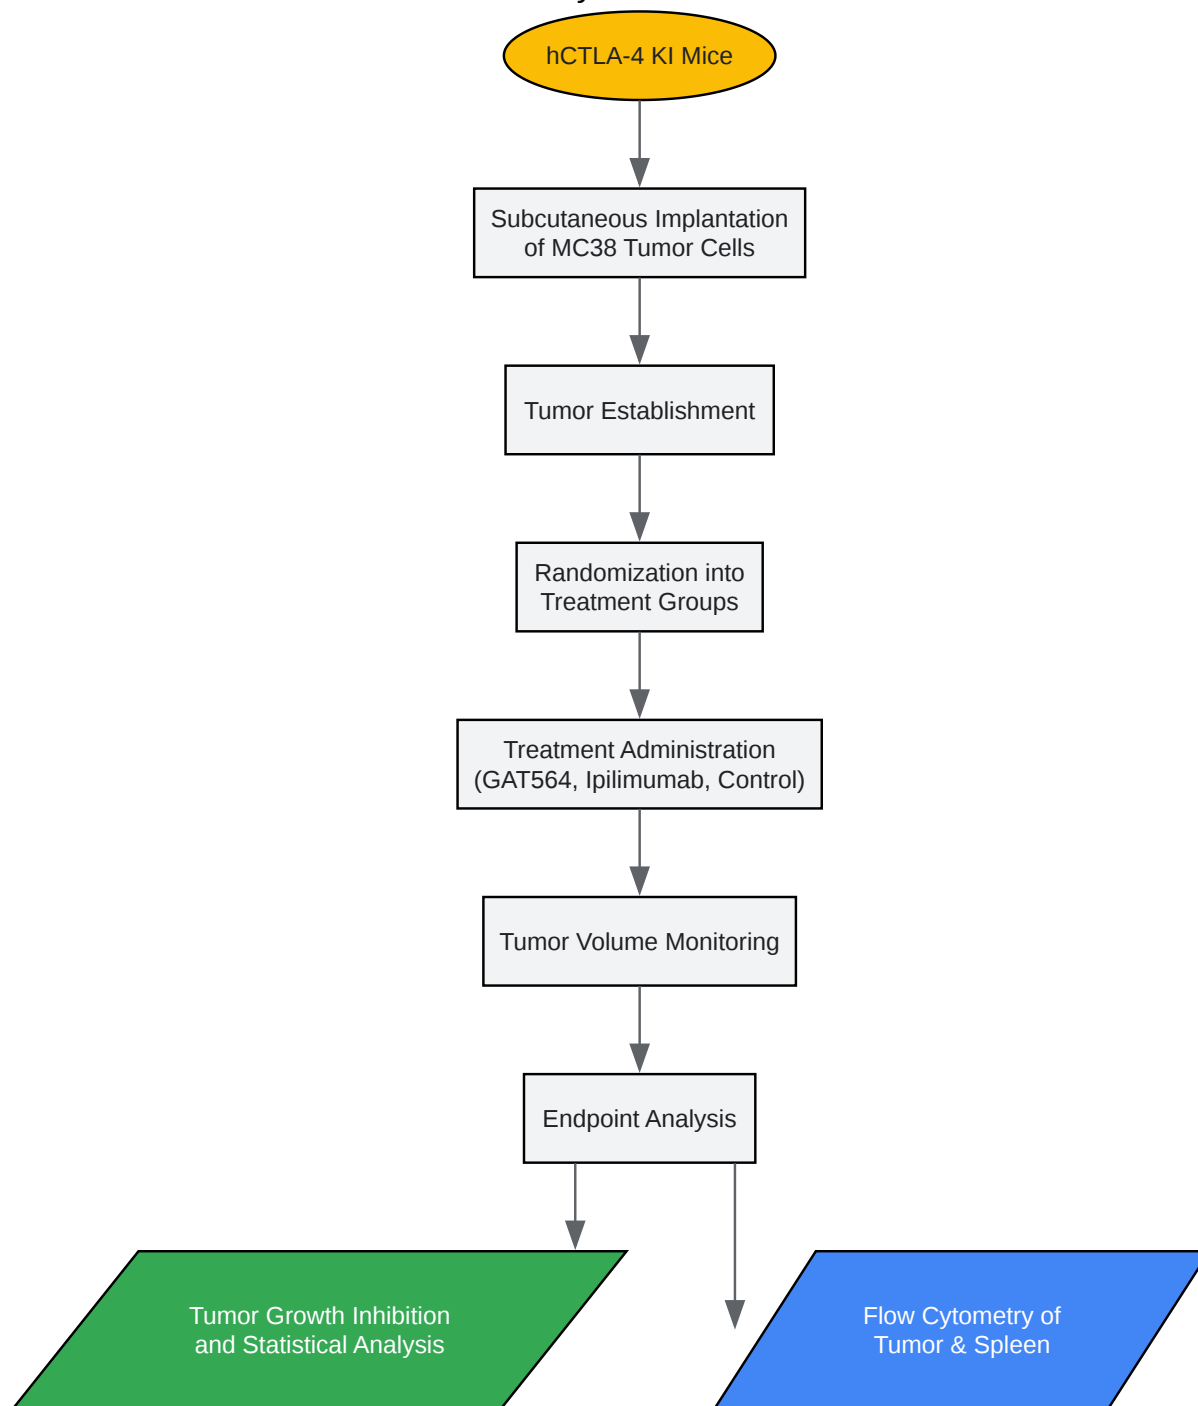 hCTLA-4 KI Mice
Subcutaneous Implantation
of MC38 Tumor Cells
Tumor Establishment
Randomization into
Treatment Groups
Treatment Administration
(GAT564, Ipilimumab, Control)
Tumor Volume Monitoring
Endpoint Analysis
Tumor Growth Inhibition
and Statistical Analysis
Flow Cytometry of
Tumor & Spleen